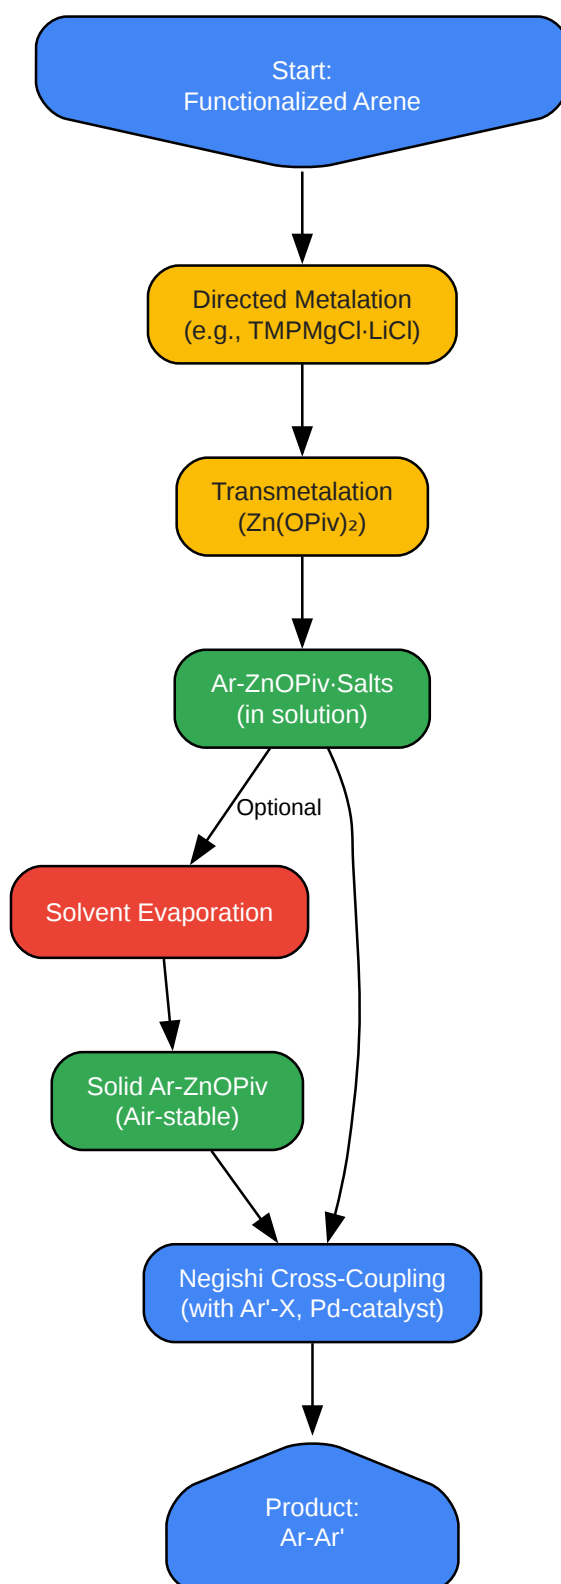 Start:
Functionalized Arene
Directed Metalation
(e.g., TMPMgCl·LiCl)
Transmetalation
(Zn(OPiv)₂)
Ar-ZnOPiv·Salts
(in solution)
Optional
Solvent Evaporation
Solid Ar-ZnOPiv
(Air-stable)
Negishi Cross-Coupling
(with Ar'-X, Pd-catalyst)
Product:
Ar-Ar'